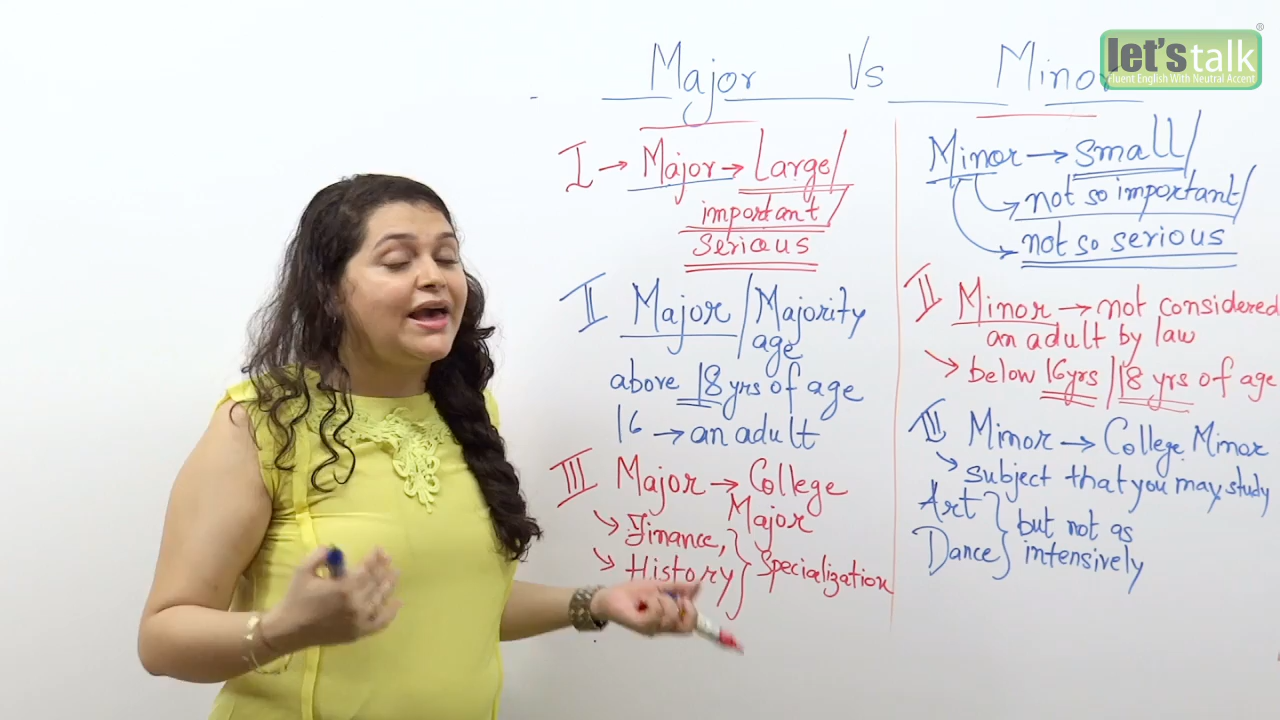 Major Vs Minor
let's talk®
Fluent English With Neutral Accent
I → Major → Large/
important/
serious
II Major/Majority
age
above 18 yrs of age
16 → an adult
III Major → College
Major
→ Finance,
→ History } Specialization
Minor → small/
→ not so important/
→ not so serious
II Minor → not considered
an adult by law
→ below 16yrs/18 yrs of age
III Minor → College Minor
→ subject that you may study
Art
Dance } but not as
intensively